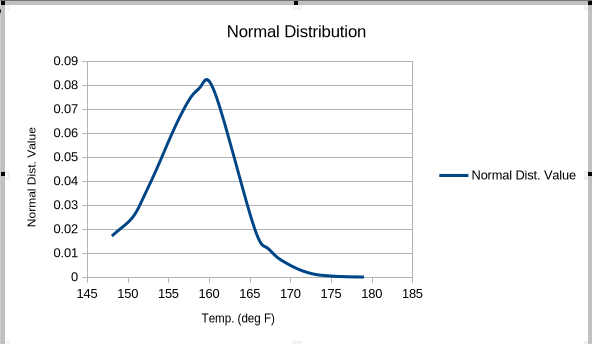 Normal Distribution
0.09
0.08
0.07
0.06
0.05
0.04
0.03
0.02
0.01
0
Normal Dist. Value
Normal Dist. Value
145 150 155 160 165 170 175 180 185
Temp. (deg F)